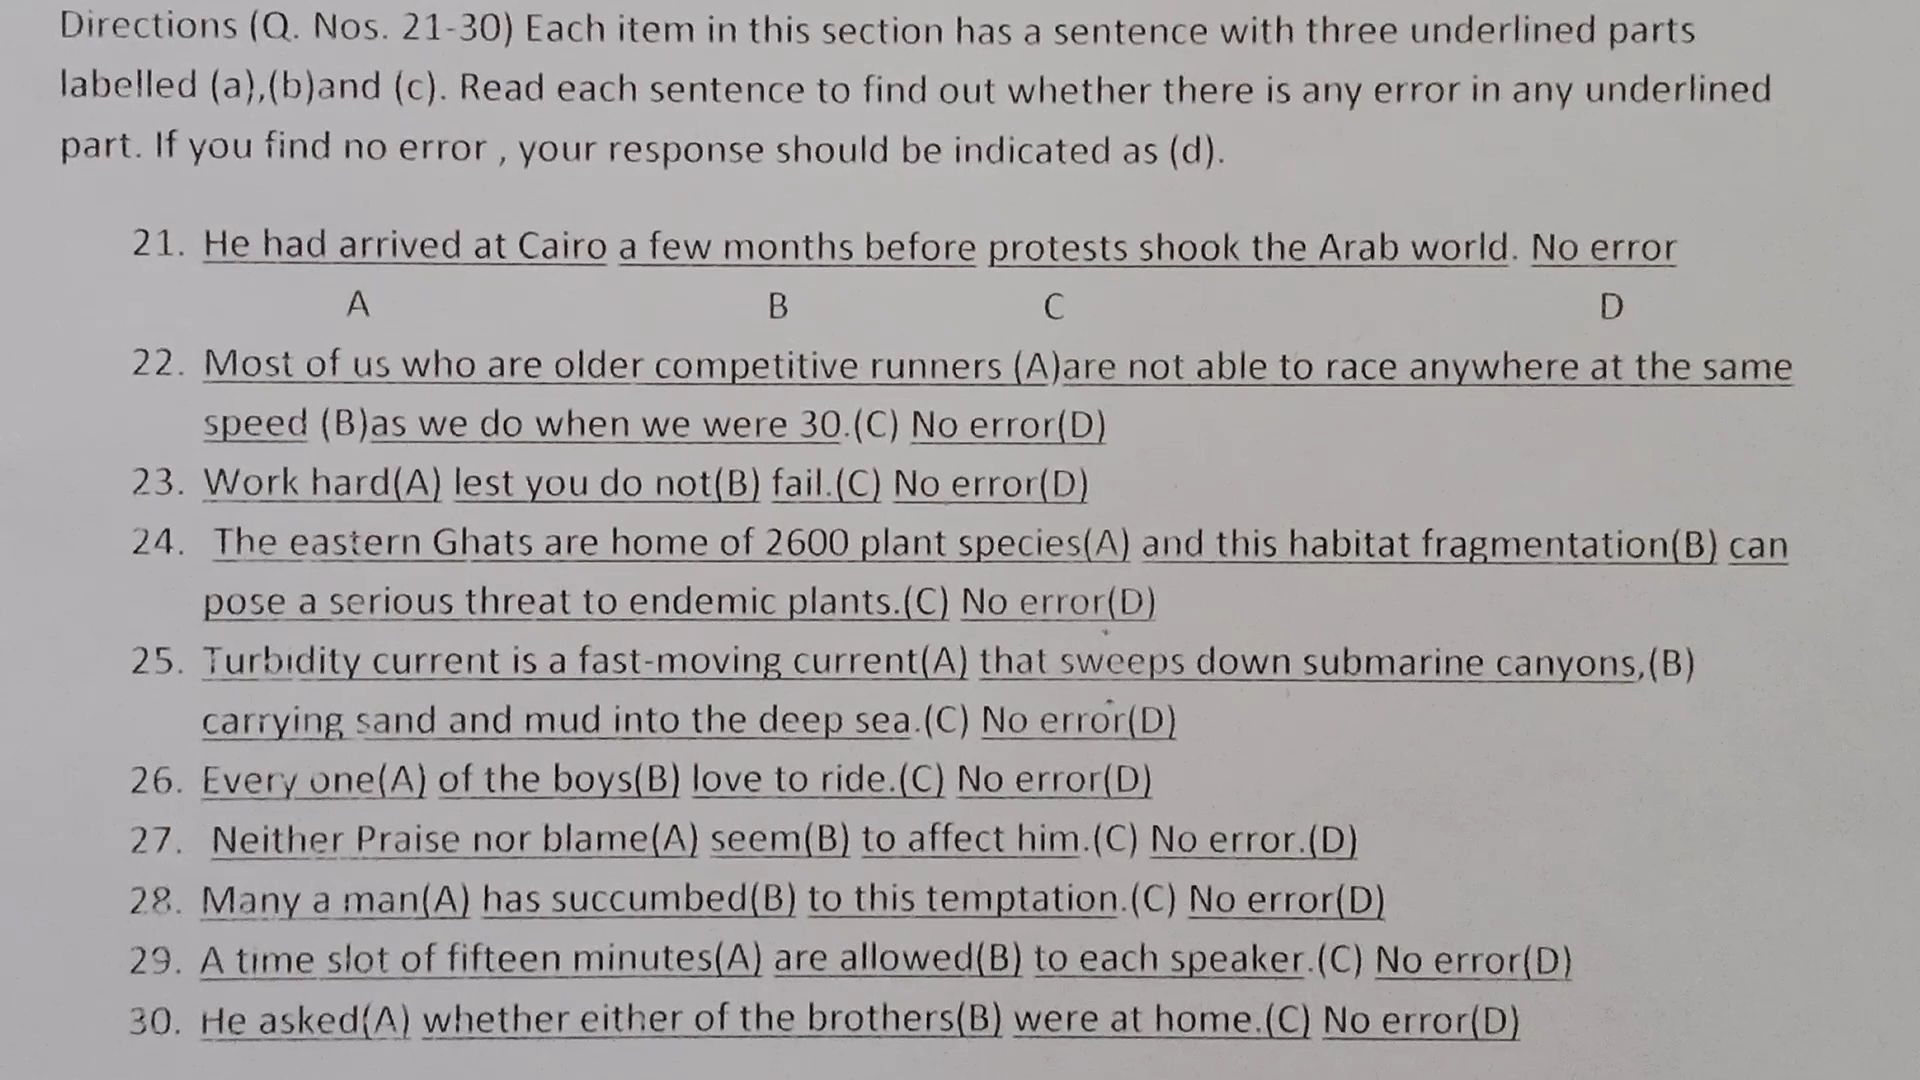 Directions (Q. Nos. 21-30) Each item in this section has a sentence with three underlined parts
labelled (a),(b)and (c). Read each sentence to find out whether there is any error in any underlined
part. If you find no error , your response should be indicated as (d).
21. He had arrived at Cairo a few months before protests shook the Arab world. No error
A B C D
22. Most of us who are older competitive runners (A)are not able to race anywhere at the same
speed (B)as we do when we were 30.(C) No error(D)
23. Work hard(A) lest you do not(B) fail.(C) No error(D)
24. The eastern Ghats are home of 2600 plant species(A) and this habitat fragmentation(B) can
pose a serious threat to endemic plants.(C) No error(D)
25. Turbidity current is a fast-moving current(A) that sweeps down submarine canyons,(B)
carrying sand and mud into the deep sea.(C) No error(D)
26. Every one(A) of the boys(B) love to ride.(C) No error(D)
27. Neither Praise nor blame(A) seem(B) to affect him.(C) No error.(D)
28. Many a man(A) has succumbed(B) to this temptation.(C) No error(D)
29. A time slot of fifteen minutes(A) are allowed(B) to each speaker.(C) No error(D)
30. He asked(A) whether either of the brothers(B) were at home.(C) No error(D)